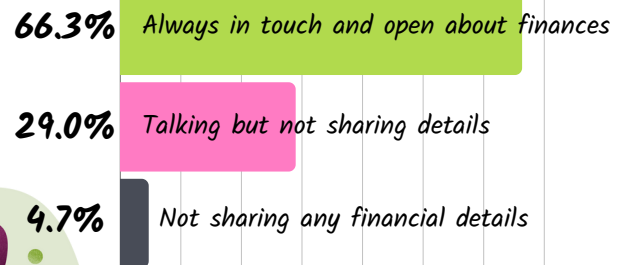 66.3% Always in touch and open about finances
29.0% Talking but not sharing details
4.7% Not sharing any financial details